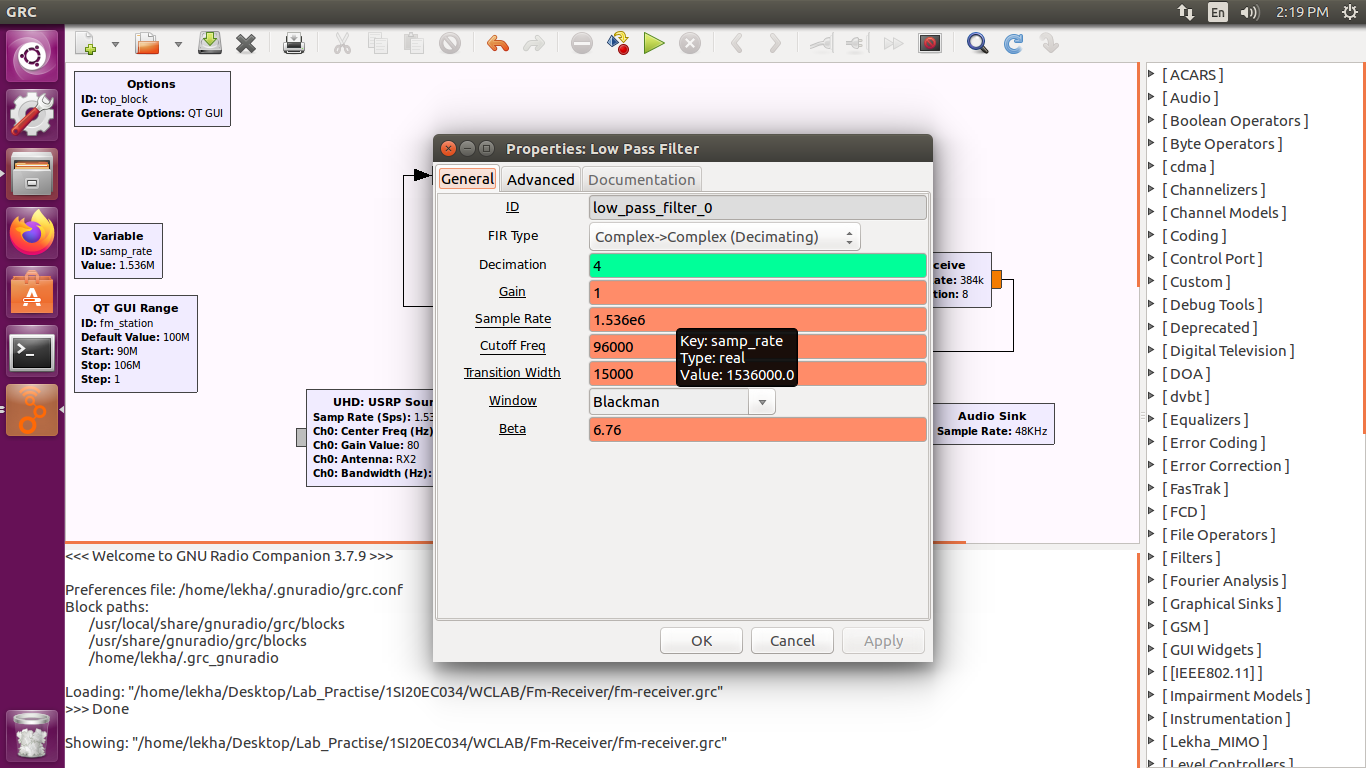 GRC
En
2:19 PM
Options
ID: top_block
Generate Options: QT GUI
Variable
ID: samp_rate
Value: 1.536M
QT GUI Range
ID: fm_station
Default Value: 100M
Start: 90M
Stop: 106M
Step: 1
UHD: USRP Sour
Samp Rate (Sps): 1.53
Ch0: Center Freq (Hz)
Ch0: Gain Value: 80
Ch0: Antenna: RX2
Ch0: Bandwidth (Hz):
Properties: Low Pass Filter
General Advanced Documentation
ID low_pass_filter_0
FIR Type Complex->Complex (Decimating)
Decimation 4
Gain 1
Sample Rate 1.536e6
Cutoff Freq 96000
Transition Width 15000
Window Blackman
Beta 6.76
Key: samp_rate
Type: real
Value: 1536000.0
OK Cancel Apply
ceive
ate: 384k
tion: 8
Audio Sink
Sample Rate: 48KHz
[ ACARS ]
[ Audio ]
[ Boolean Operators ]
[ Byte Operators ]
[ cdma ]
[ Channelizers ]
[ Channel Models ]
[ Coding ]
[ Control Port ]
[ Custom ]
[ Debug Tools ]
[ Deprecated ]
[ Digital Television ]
[ DOA ]
[ dvbt ]
[ Equalizers ]
[ Error Coding ]
[ Error Correction ]
[ FasTrak ]
[ FCD ]
[ File Operators ]
[ Filters ]
[ Fourier Analysis ]
[ Graphical Sinks ]
[ GSM ]
[ GUI Widgets ]
[ [IEEE802.11] ]
[ Impairment Models ]
[ Instrumentation ]
[ Lekha_MIMO ]
[ Level Controllers ]
<<< Welcome to GNU Radio Companion 3.7.9 >>>
Preferences file: /home/lekha/.gnuradio/grc.conf
Block paths:
/usr/local/share/gnuradio/grc/blocks
/usr/share/gnuradio/grc/blocks
/home/lekha/.grc_gnuradio
Loading: "/home/lekha/Desktop/Lab_Practise/1SI20EC034/WCLAB/Fm-Receiver/fm-receiver.grc"
>>> Done
Showing: "/home/lekha/Desktop/Lab_Practise/1SI20EC034/WCLAB/Fm-Receiver/fm-receiver.grc"